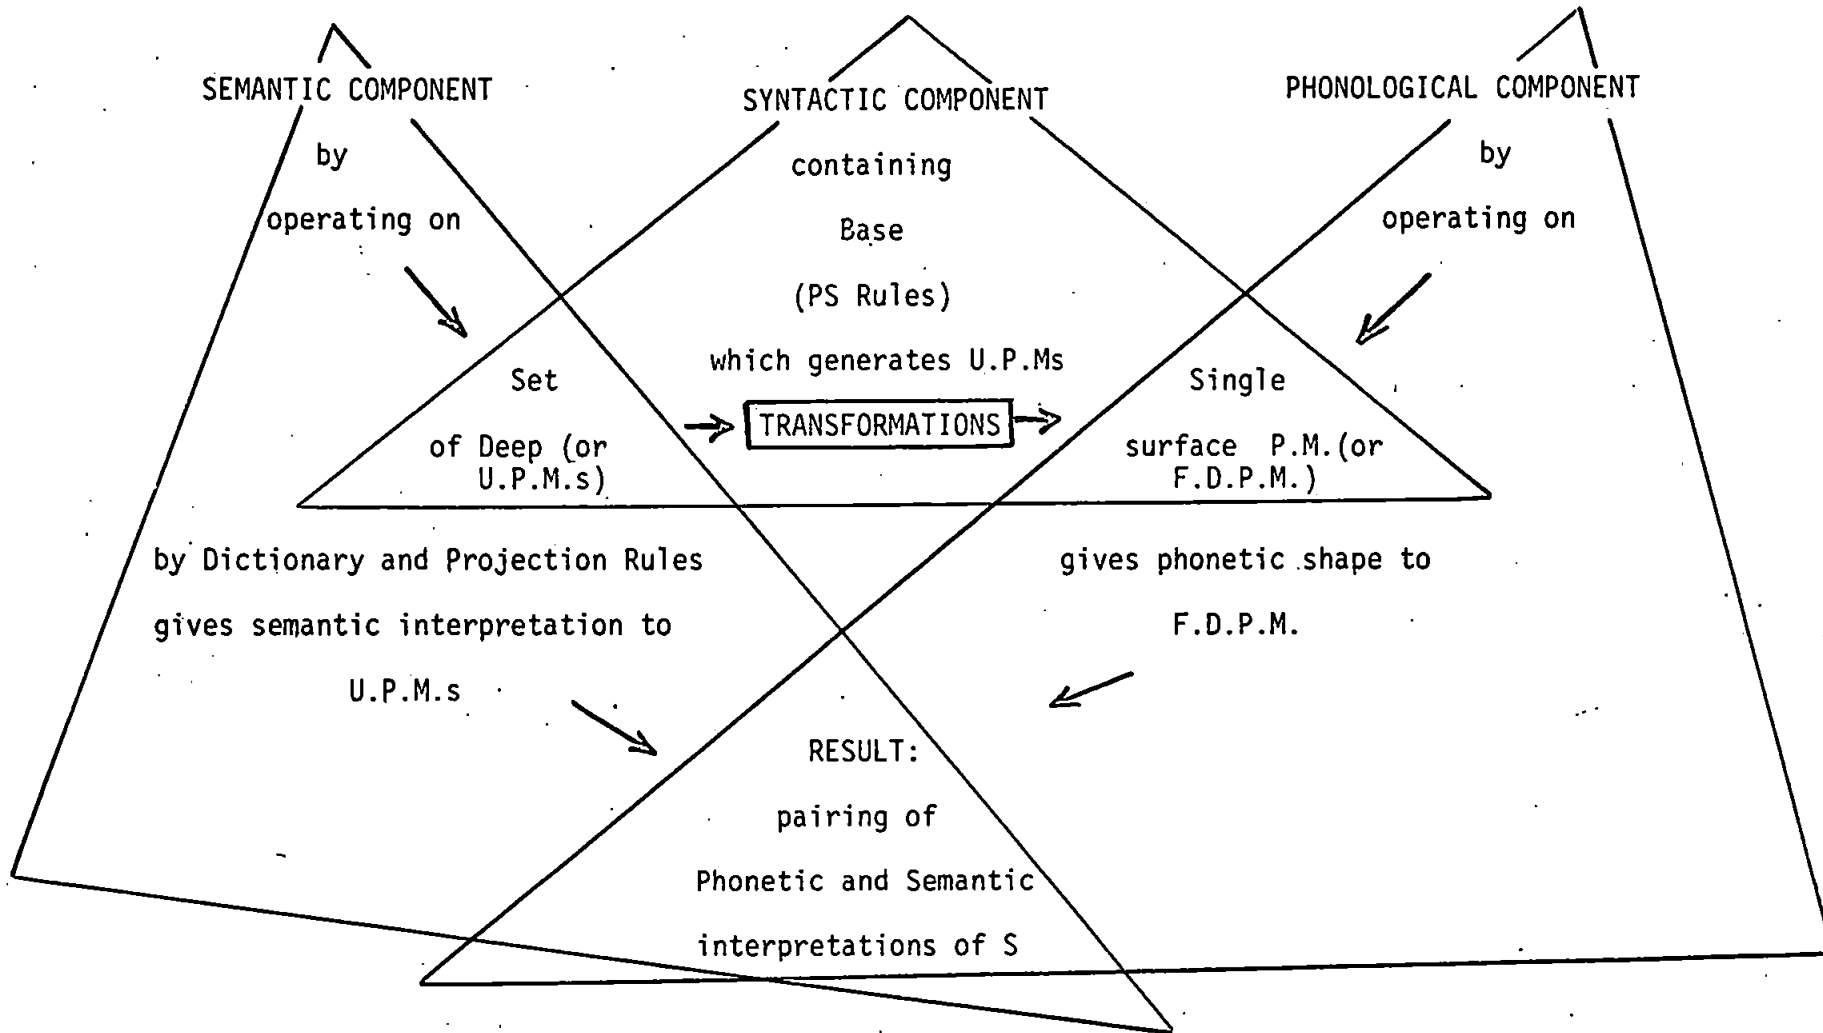 SEMANTIC COMPONENT
by
operating on
SYNTACTIC COMPONENT
containing
Base
(PS Rules)
which generates U.P.Ms
PHONOLOGICAL COMPONENT
by
operating on
Set
of Deep (or
U.P.M.s)
TRANSFORMATIONS
Single
surface P.M.(or
F.D.P.M.)
by Dictionary and Projection Rules
gives semantic interpretation to
U.P.M.s
gives phonetic shape to
F.D.P.M.
RESULT:
pairing of
Phonetic and Semantic
interpretations of S